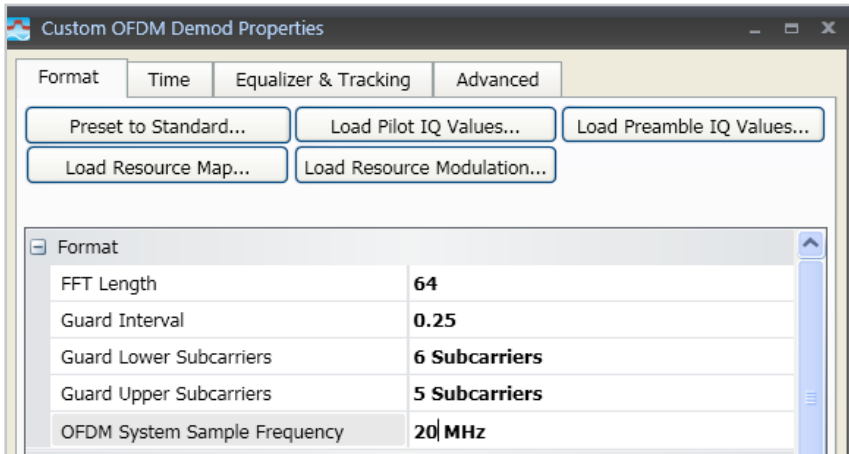 Custom OFDM Demod Properties
Format Time Equalizer & Tracking Advanced
Preset to Standard... Load Pilot IQ Values... Load Preamble IQ Values...
Load Resource Map... Load Resource Modulation...
Format
FFT Length 64
Guard Interval 0.25
Guard Lower Subcarriers 6 Subcarriers
Guard Upper Subcarriers 5 Subcarriers
OFDM System Sample Frequency 20 MHz